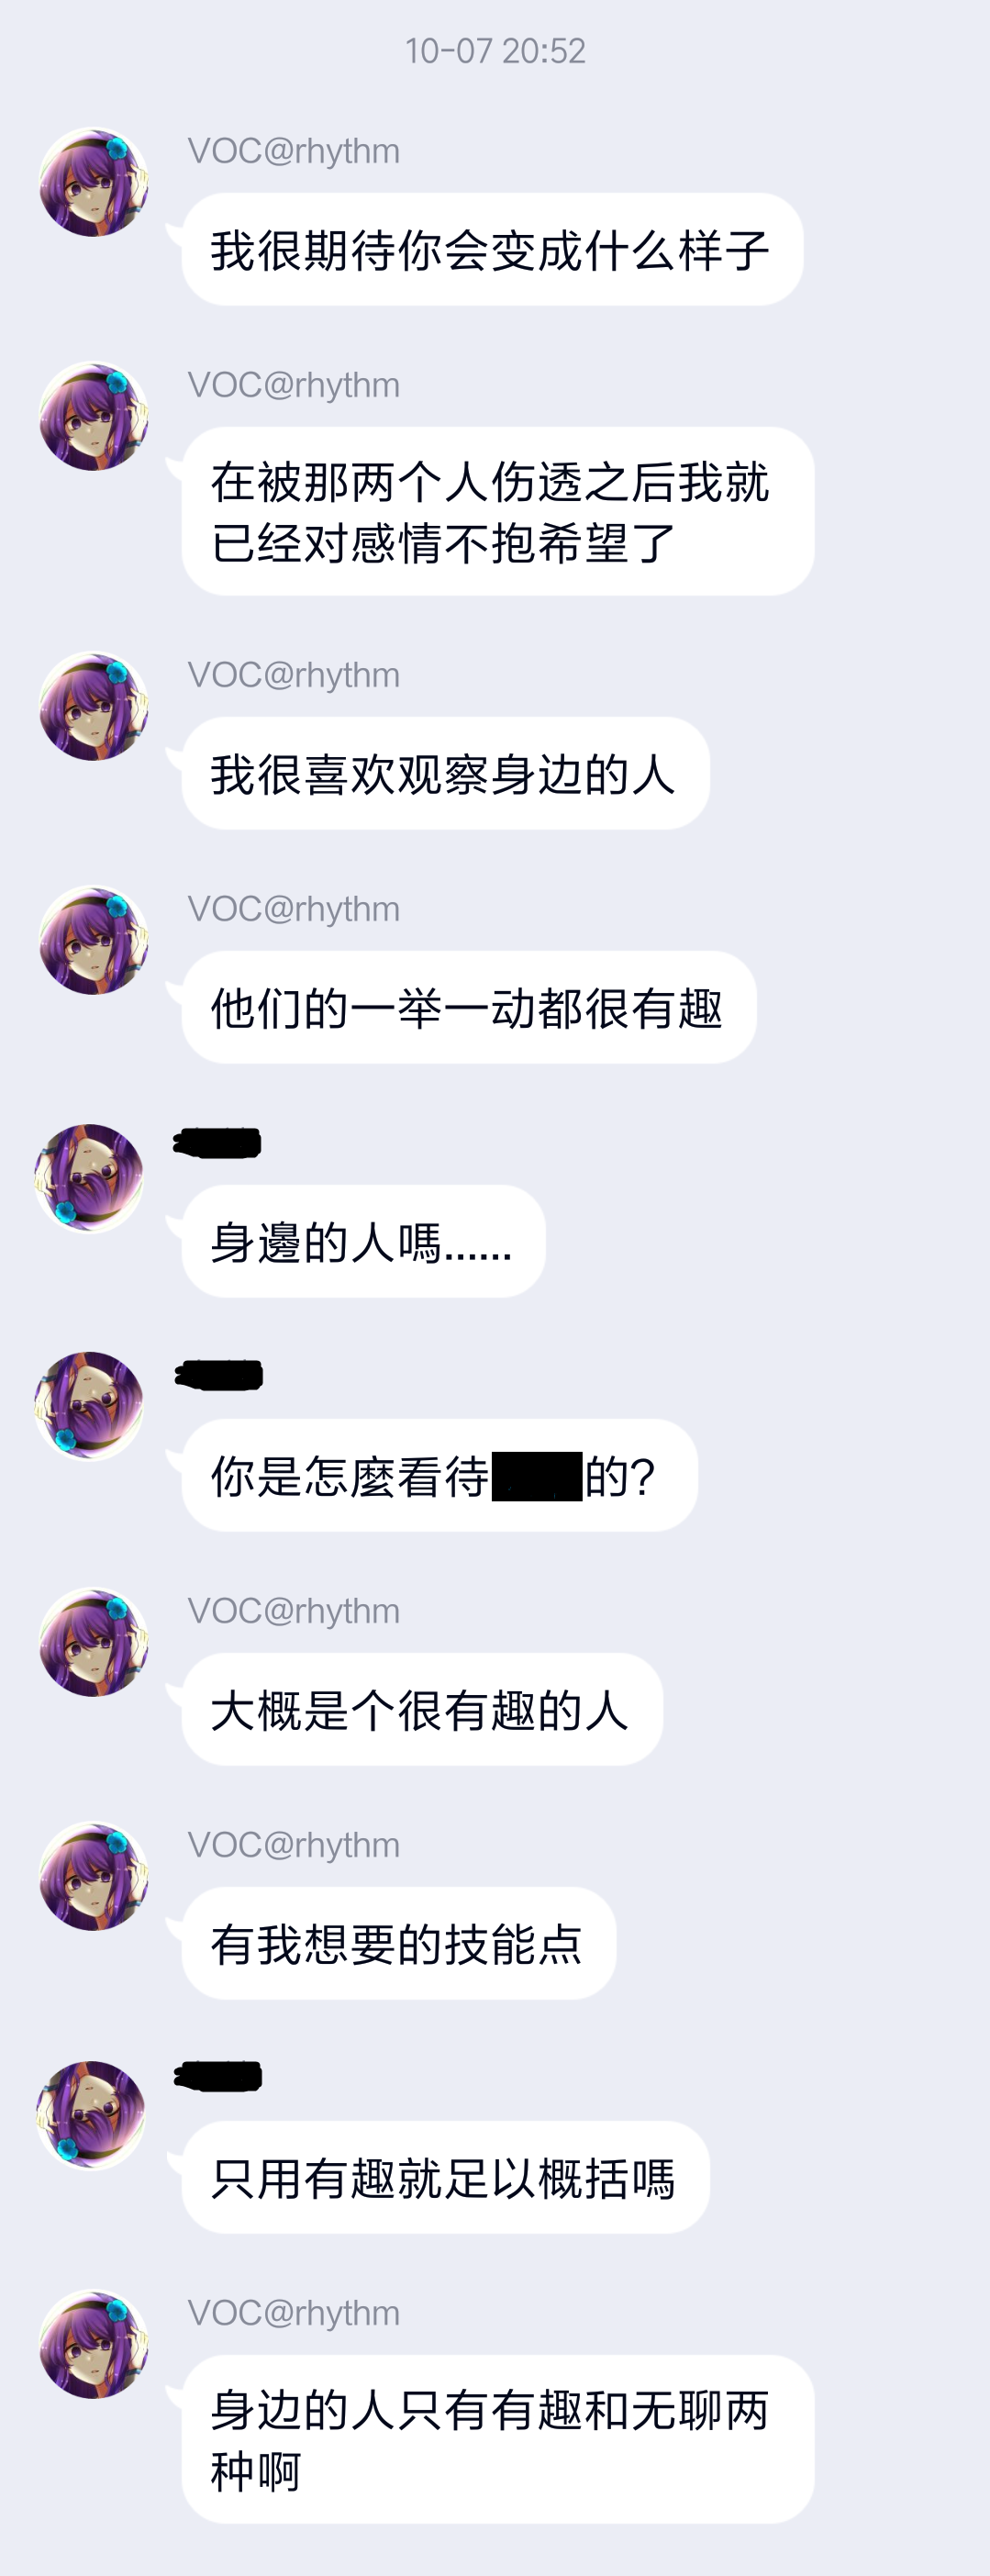 10-07 20:52
VOC@rhythm
我很期待你会变成什么样子
VOC@rhythm
在被那两个人伤透之后我就
已经对感情不抱希望了
VOC@rhythm
我很喜欢观察身边的人
VOC@rhythm
他们的一举一动都很有趣
身邊的人嗎......
你是怎麼看待 的?
VOC@rhythm
大概是个很有趣的人
VOC@rhythm
有我想要的技能点
只用有趣就足以概括嗎
VOC@rhythm
身边的人只有有趣和无聊两
种啊